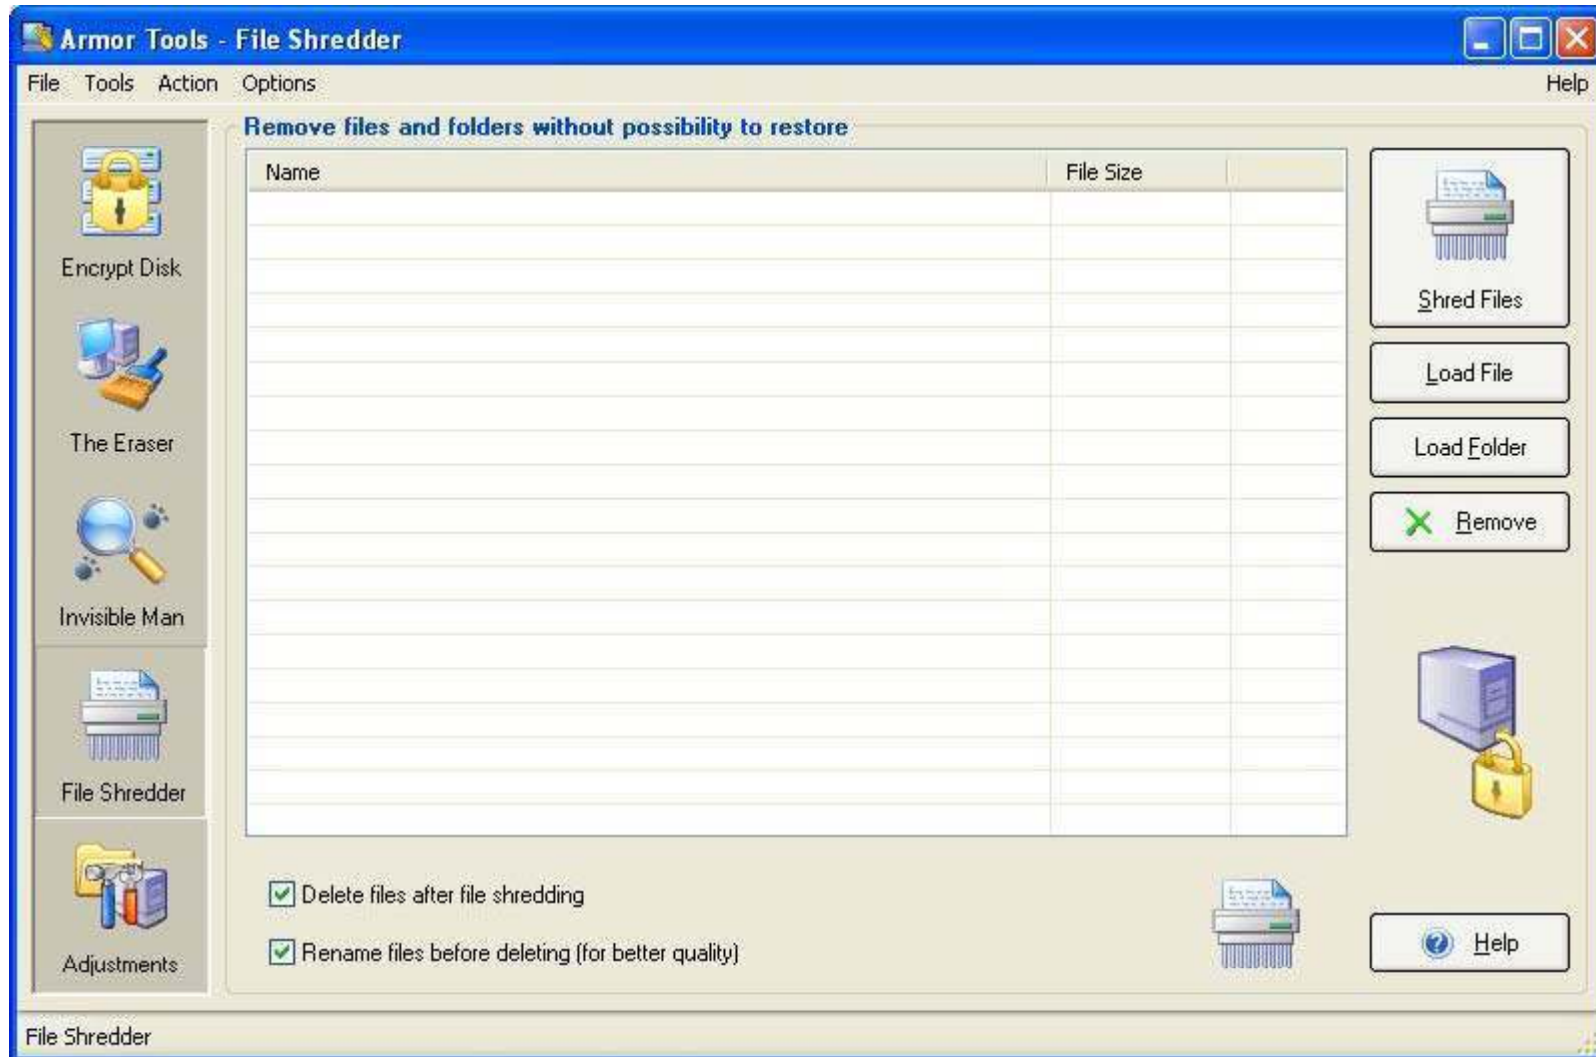 Armor Tools - File Shredder
File Tools Action Options Help
Remove files and folders without possibility to restore
Name File Size
Encrypt Disk
The Eraser
Invisible Man
File Shredder
Adjustments
Shred Files
Load File
Load Folder
Remove
Delete files after file shredding
Rename files before deleting (for better quality)
Help
File Shredder